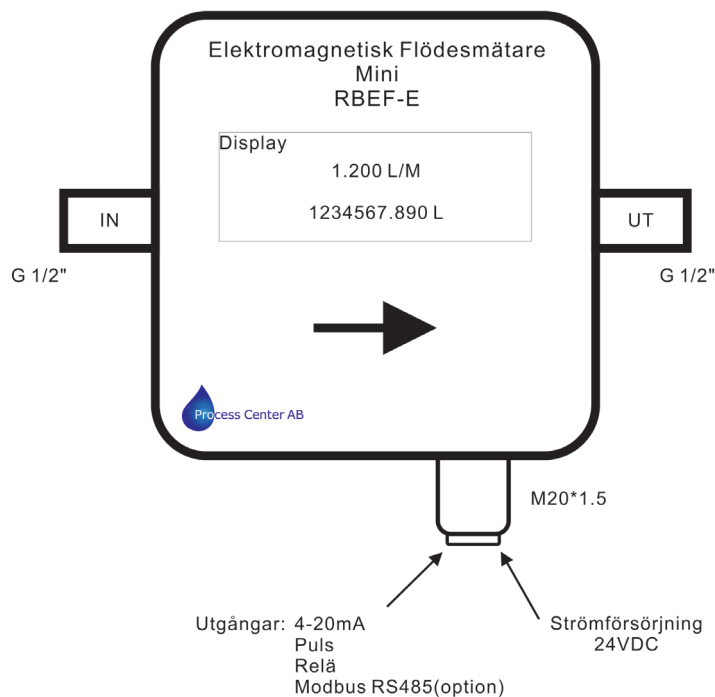 Elektromagnetisk Flödesmätare
Mini
RBEF-E
Display
1.200 L/M
1234567.890 L
IN
UT
G 1/2"
G 1/2"
Process Center AB
M20*1.5
Utgångar: 4-20mA
Puls
Relä
Modbus RS485(option)
Strömförsörjning
24VDC